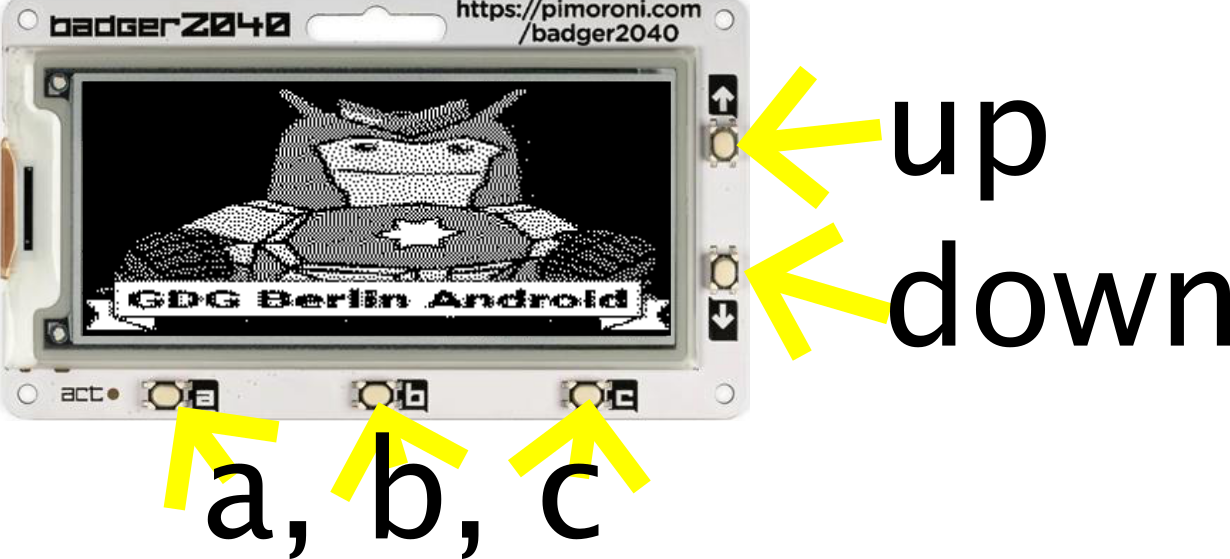 badger2040
https://pimoroni.com
/badger2040
up
down
GDG Berlin Android
act
a
b
c
a, b, c